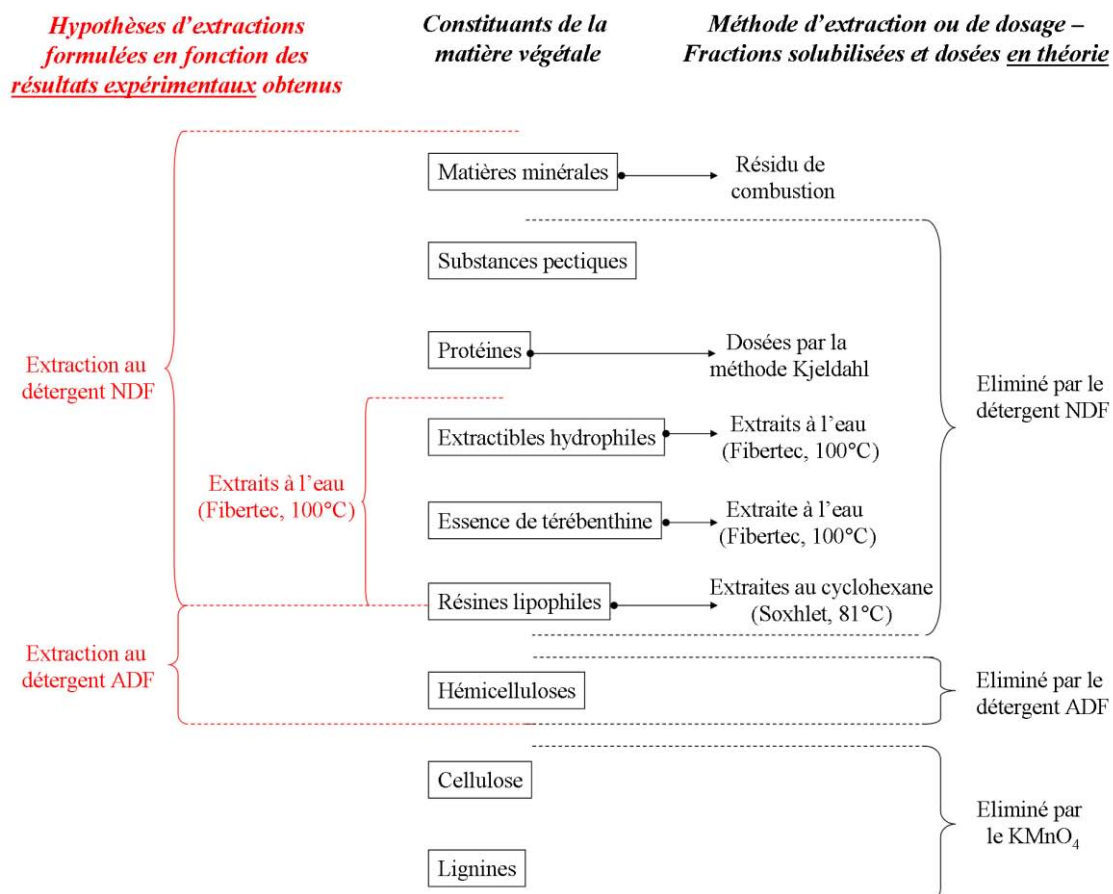 Hypothèses d’extractions
formulées en fonction des
résultats expérimentaux obtenus
Constituants de la
matière végétale
Méthode d’extraction ou de dosage –
Fractions solubilisées et dosées en théorie
Matières minérales
Résidu de
combustion
Substances pectiques
Protéines
Dosées par la
méthode Kjeldahl
Extraction au
détergent NDF
Eliminé par le
détergent NDF
Extractibles hydrophiles
Extraits à l’eau
(Fibertec, 100°C)
Extraits à l’eau
(Fibertec, 100°C)
Essence de térébenthine
Extraite à l’eau
(Fibertec, 100°C)
Résines lipophiles
Extraites au cyclohexane
(Soxhlet, 81°C)
Extraction au
détergent ADF
Hémicelluloses
Eliminé par le
détergent ADF
Cellulose
Eliminé par
le KMnO4
Lignines